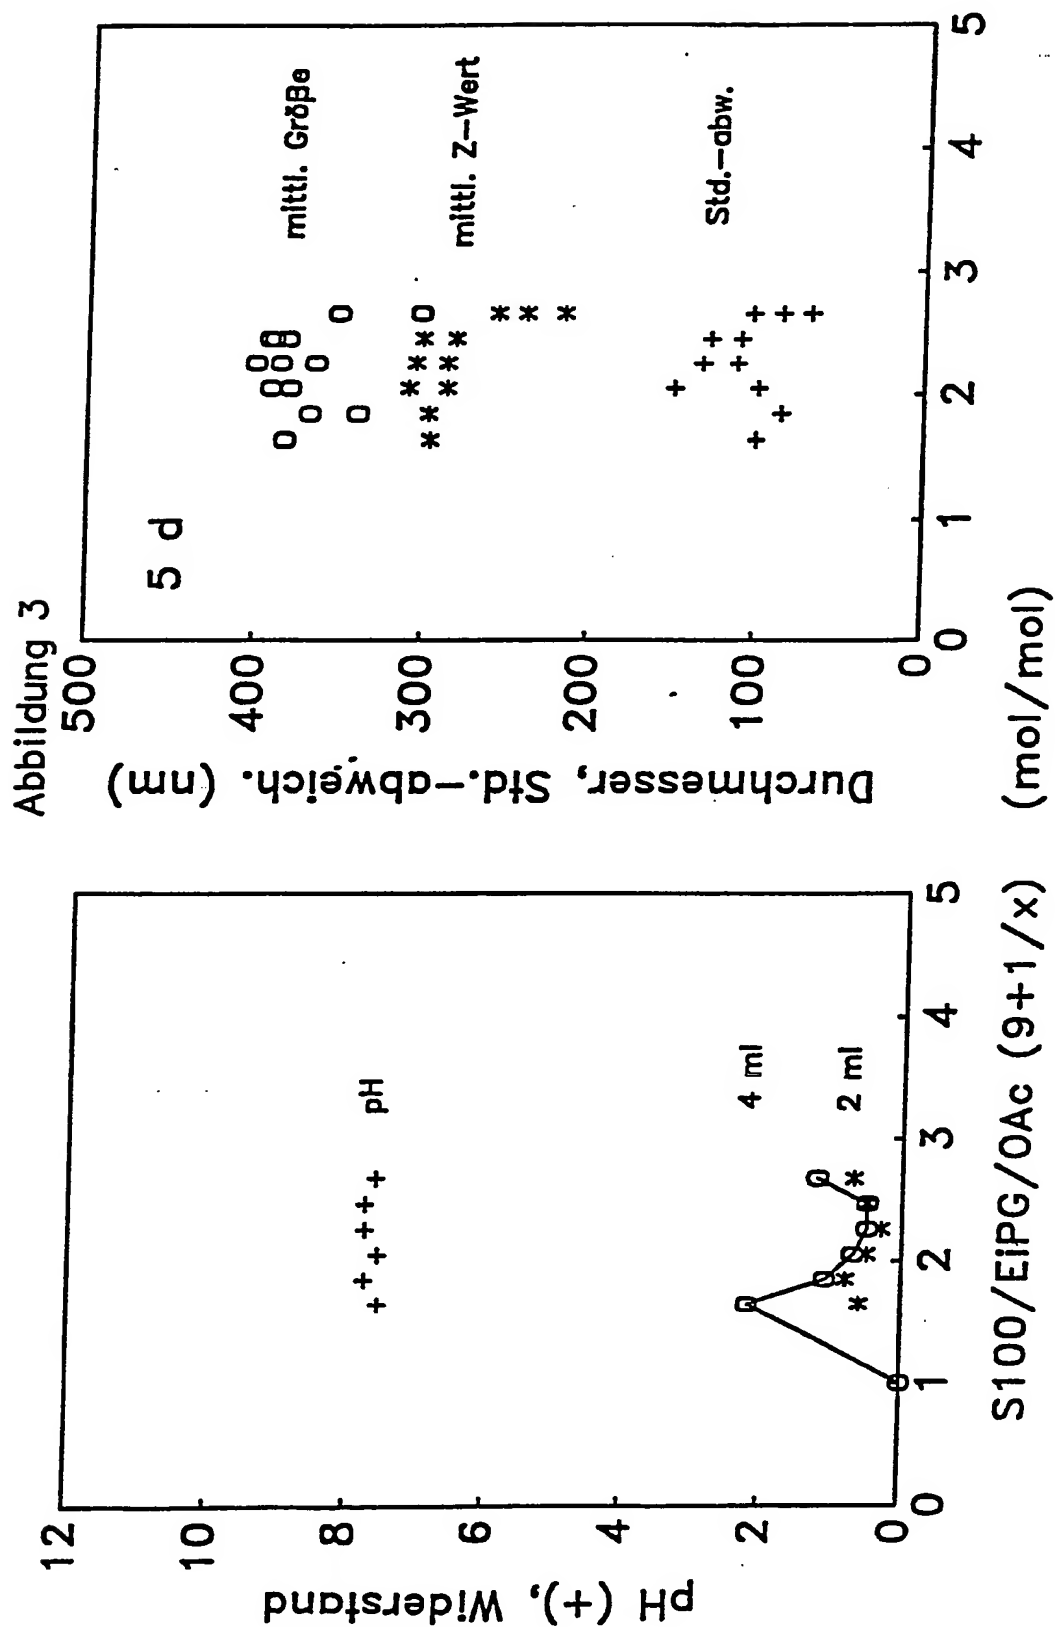 Abbildung 3
pH (+), Widerstand
12
10
8
6
4
2
0
pH
4 ml
2 ml
0
1
2
3
4
5
S100/EiPG/OAc (9+1/x)
Durchmesser, Std.-abweich. (nm)
500
400
300
200
100
0
5 d
mittl. Größe
mittl. Z-Wert
Std.-abw.
0
1
2
3
4
5
(mol/mol)